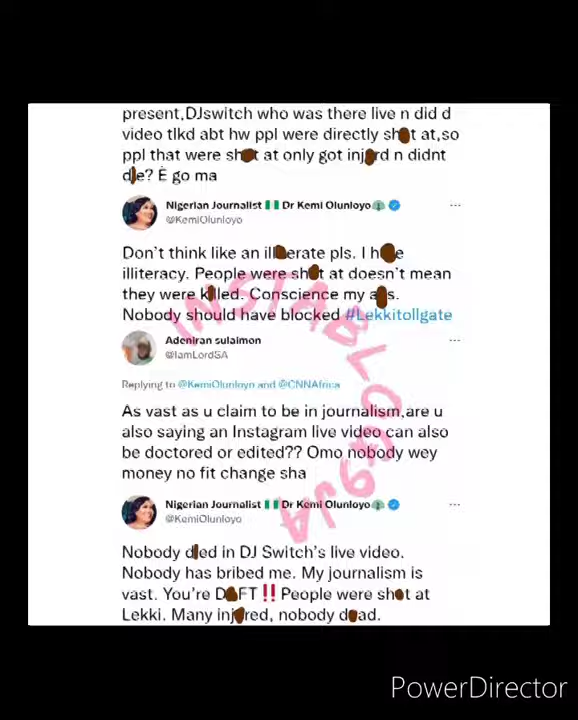 present,DJswitch who was there live n did d
video tlkd abt hw ppl were directly shot at,so
ppl that were shot at only got injurd n didnt
die? È go ma
Nigerian Journalist 🇳🇬 Dr Kemi Olunloyo
@KemiOlunloyo
Don't think like an illiterate pls. I hate
illiteracy. People were shot at doesn't mean
they were killed. Conscience my ass.
Nobody should have blocked #Lekkitollgate
Adeniran sulaimon
@IamLordSA
Replying to @KemiOlunloyo and @CNNAfrica
As vast as u claim to be in journalism,are u
also saying an Instagram live video can also
be doctored or edited?? Omo nobody wey
money no fit change sha
Nigerian Journalist 🇳🇬 Dr Kemi Olunloyo
@KemiOlunloyo
Nobody died in DJ Switch's live video.
Nobody has bribed me. My journalism is
vast. You're DAFT‼️ People were shot at
Lekki. Many injured, nobody dead.
INSTABLOG9JA
PowerDirector